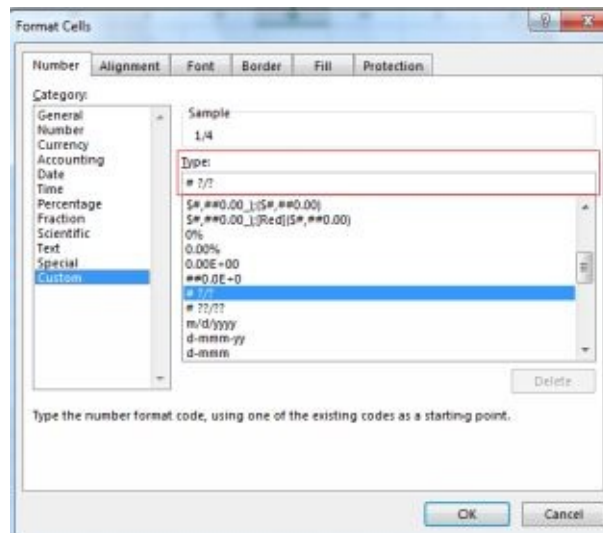 Format Cells
Number Alignment Font Border Fill Protection
Category:
General
Number
Currency
Accounting
Date
Time
Percentage
Fraction
Scientific
Text
Special
Custom
Sample
1/4
Type:
# ?/?
$#,##0.00_);($#,##0.00)
$#,##0.00_);[Red]($#,##0.00)
0%
0.00%
0.00E+00
##0.0E+0
# ?/?
# ??/??
m/d/yyyy
d-mmm-yy
d-mmm
Delete
Type the number format code, using one of the existing codes as a starting point.
OK Cancel